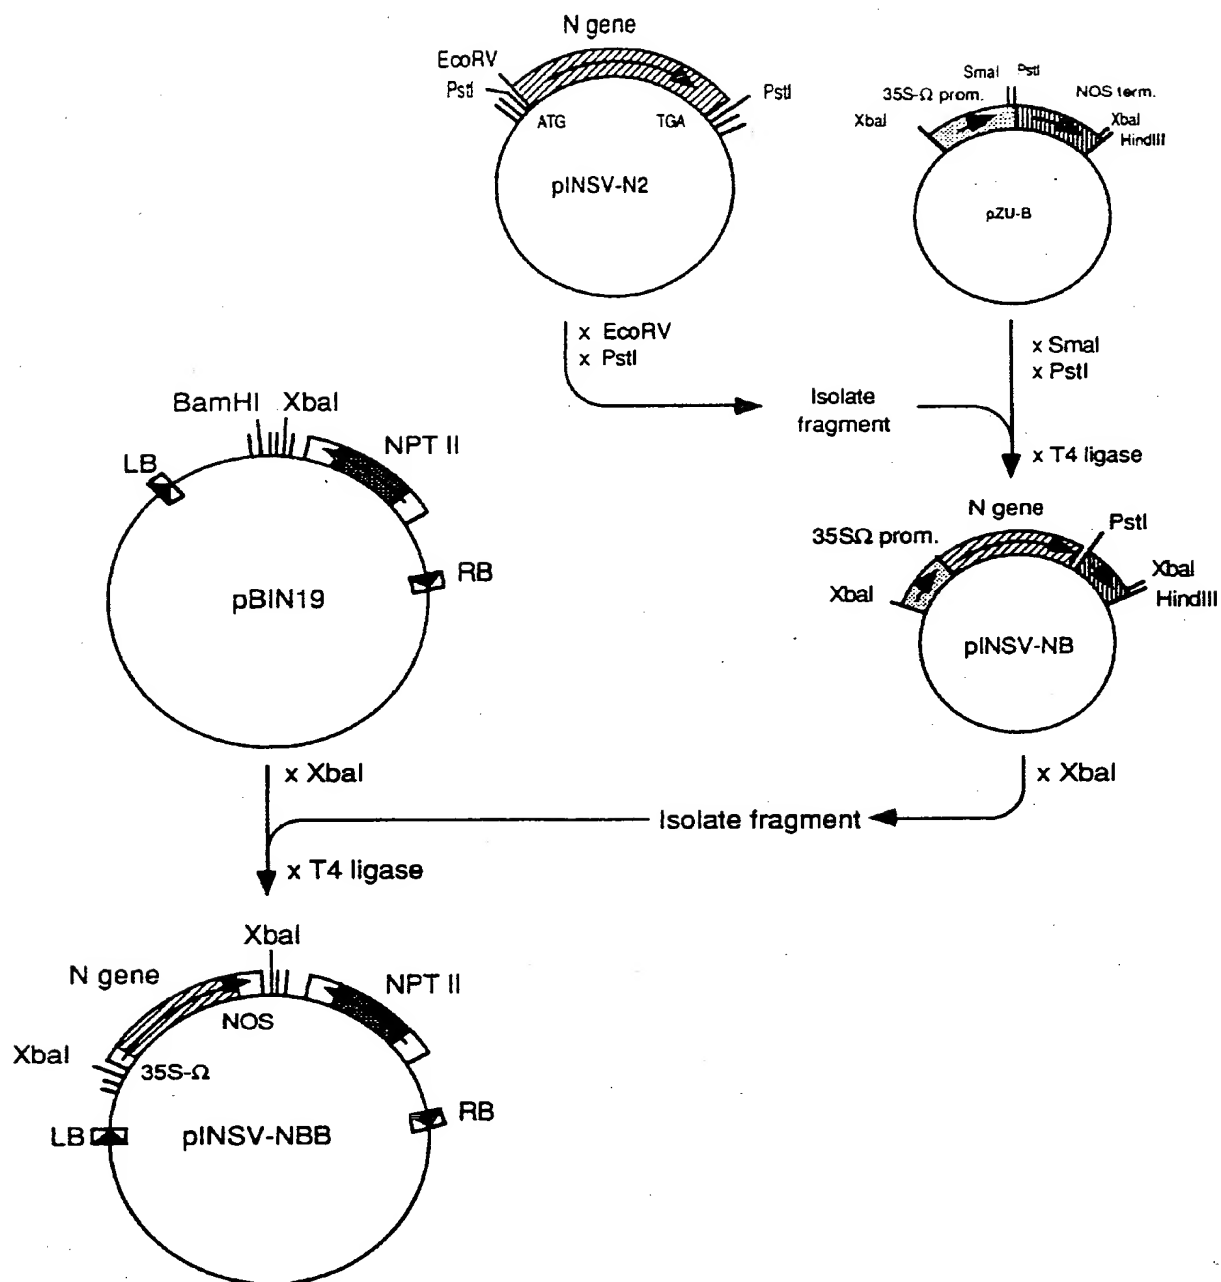 N gene
EcoRV
PstI
PstI
ATG
TGA
pINSV-N2
SmaI PstI
35S-Ω prom.
NOS term.
XbaI
XbaI
HindIII
pZU-B
x EcoRV
x PstI
x SmaI
x PstI
Isolate
fragment
x T4 ligase
BamHI XbaI
NPT II
LB
RB
pBIN19
N gene
PstI
35SΩ prom.
XbaI
XbaI
HindIII
pINSV-NB
x XbaI
x XbaI
Isolate fragment
x T4 ligase
XbaI
N gene
NPT II
NOS
XbaI
35S-Ω
LB
RB
pINSV-NBB